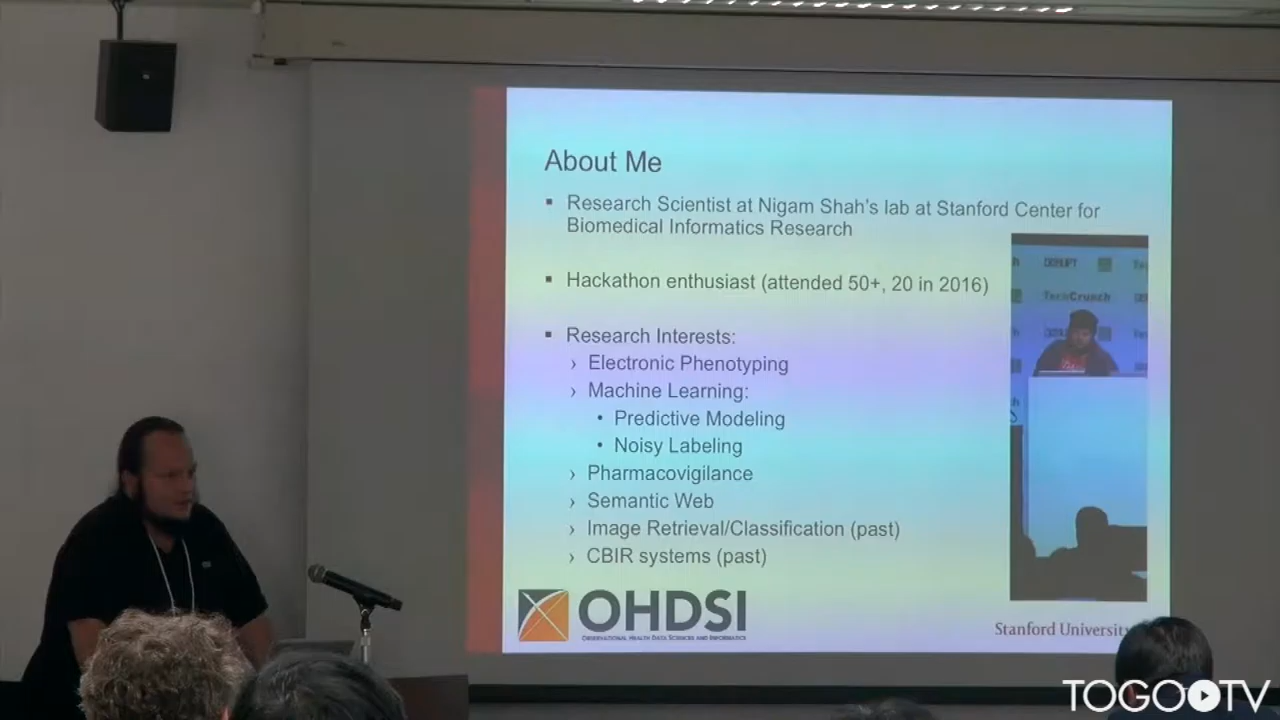 About Me
Research Scientist at Nigam Shah's lab at Stanford Center for
Biomedical Informatics Research
Hackathon enthusiast (attended 50+, 20 in 2016)
Research Interests:
› Electronic Phenotyping
› Machine Learning:
• Predictive Modeling
• Noisy Labeling
› Pharmacovigilance
› Semantic Web
› Image Retrieval/Classification (past)
› CBIR systems (past)
TechCrunch
OHDSI
OBSERVATIONAL HEALTH DATA SCIENCES AND INFORMATICS
Stanford University
TOGO TV